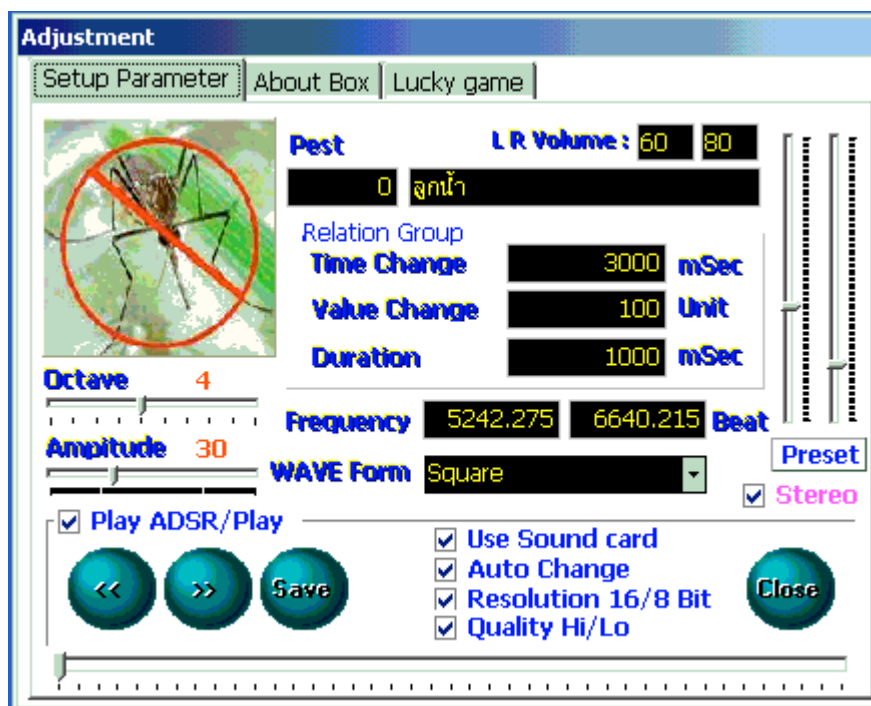 Adjustment
Setup Parameter About Box Lucky game
Pest L R Volume : 60 80
0 ลูกน้ำ
Relation Group
Time Change 3000 mSec
Value Change 100 Unit
Duration 1000 mSec
Octave 4
Frequency 5242.275 6640.215 Beat
Ampitude 30
Preset
WAVE Form Square
Stereo
Play ADSR/Play
Use Sound card
Auto Change
Resolution 16/8 Bit
Quality Hi/Lo
<< >> Save Close